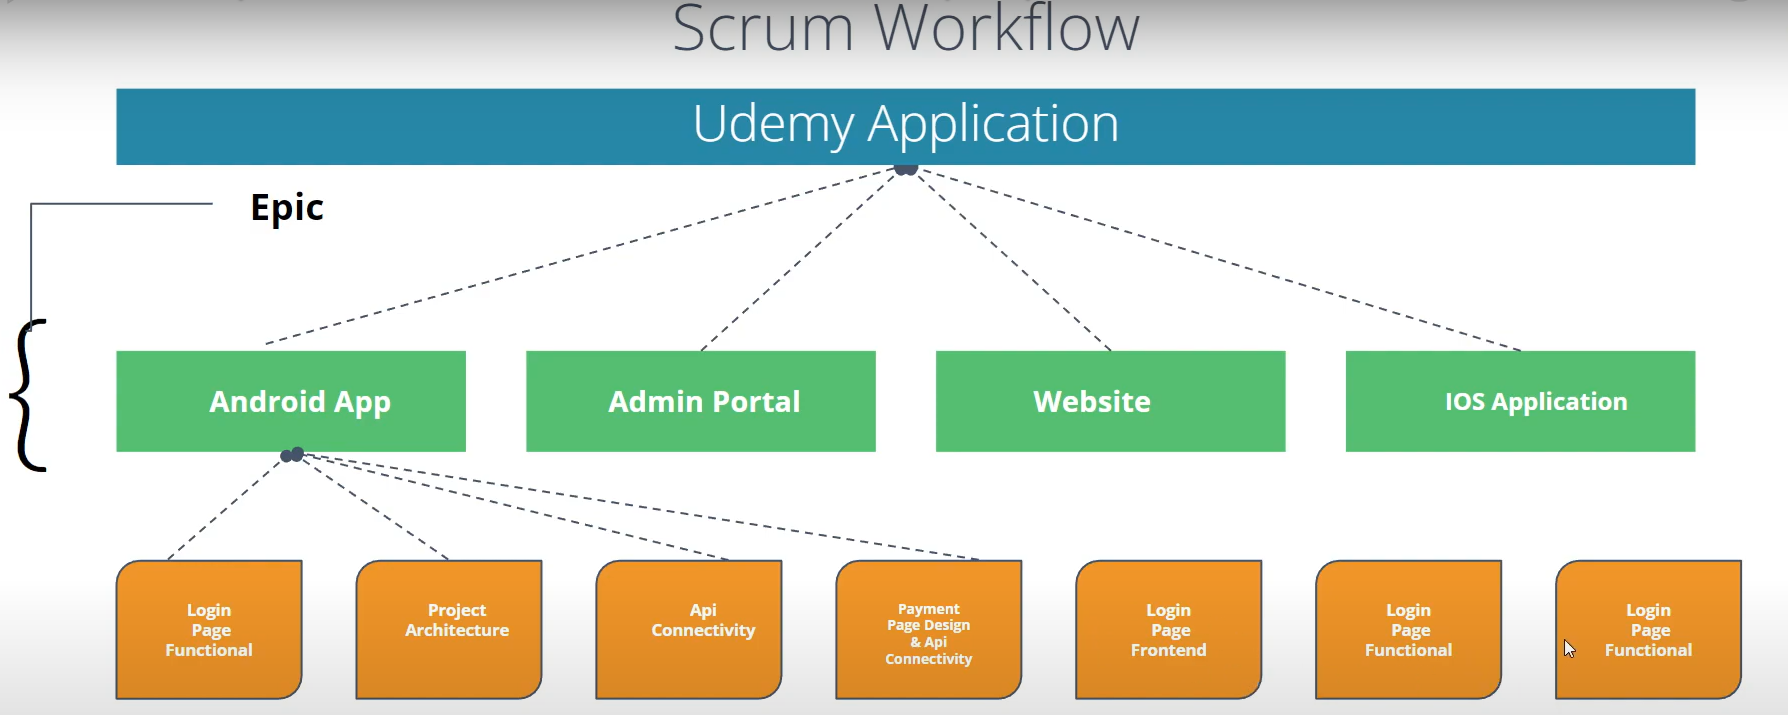 Scrum Workflow
Udemy Application
Epic
Android App
Admin Portal
Website
IOS Application
Login
Page
Functional
Project
Architecture
Api
Connectivity
Payment
Page Design
& Api
Connectivity
Login
Page
Frontend
Login
Page
Functional
Login
Page
Functional